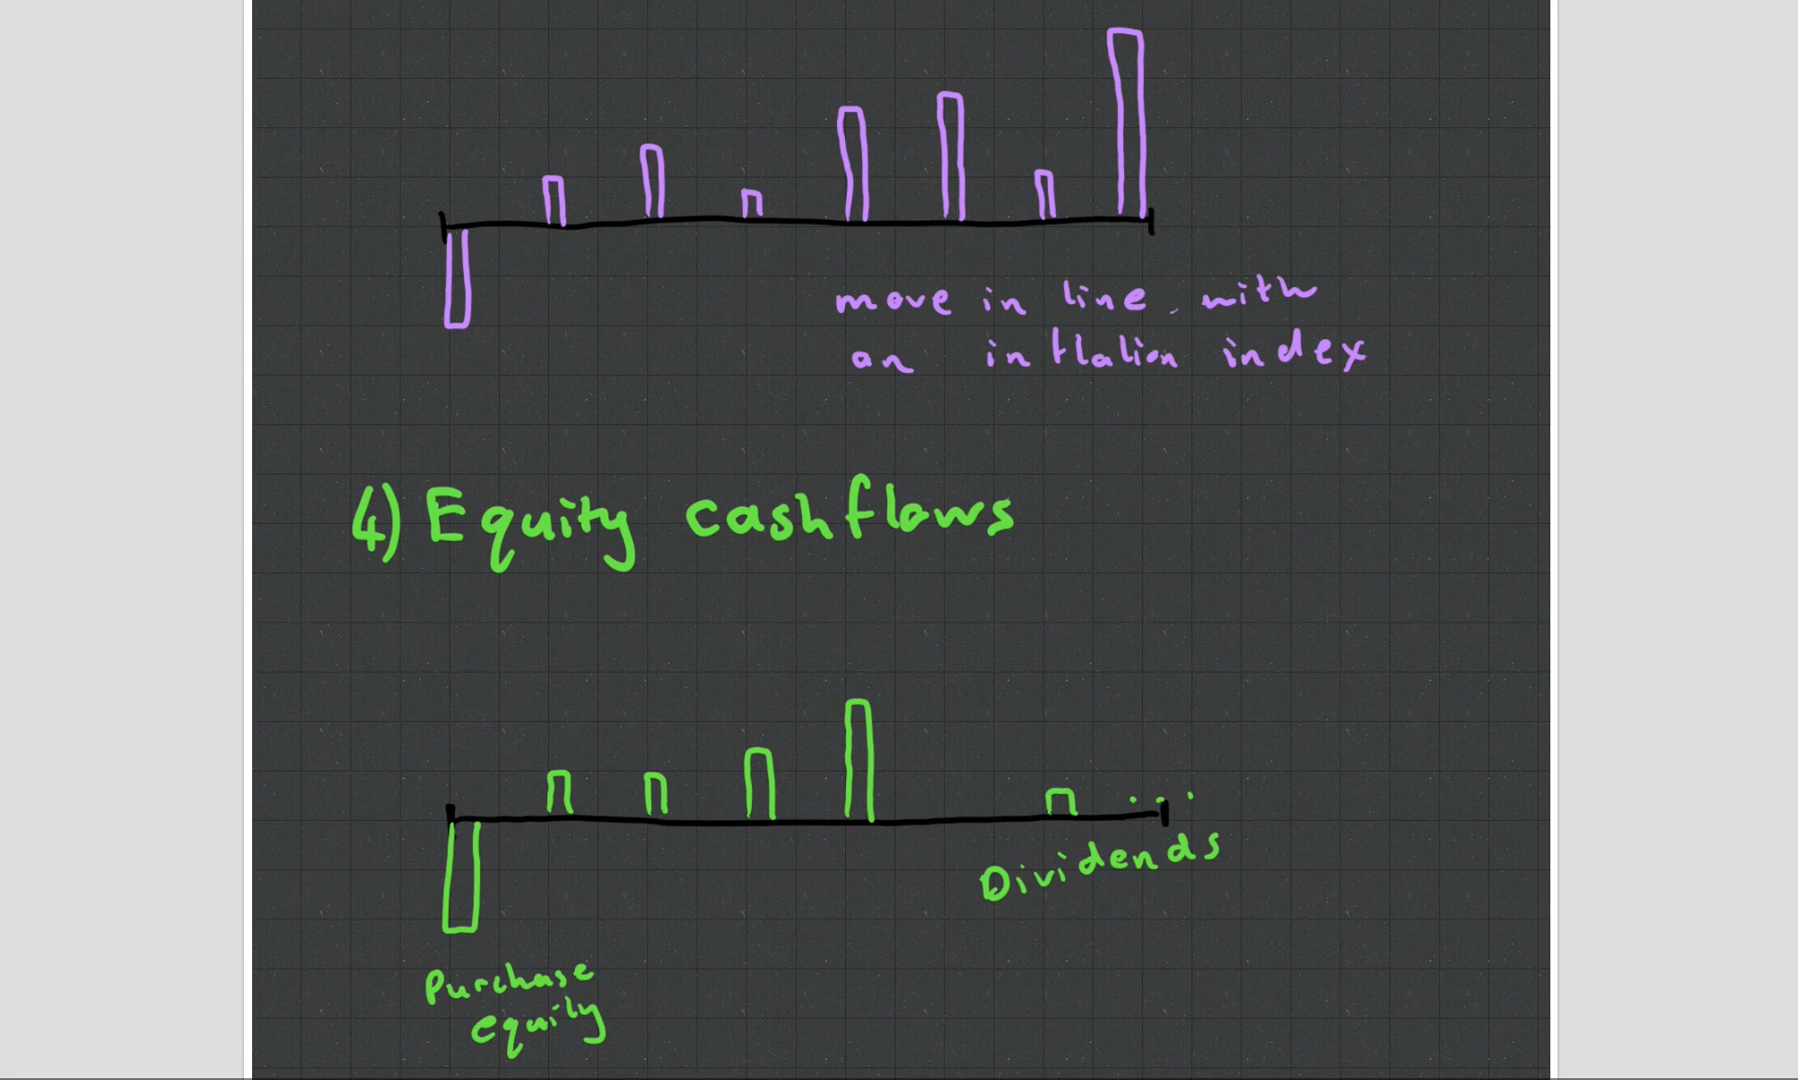 move in line with
an inflation index
4) Equity cashflows
...
Dividends
Purchase
equity